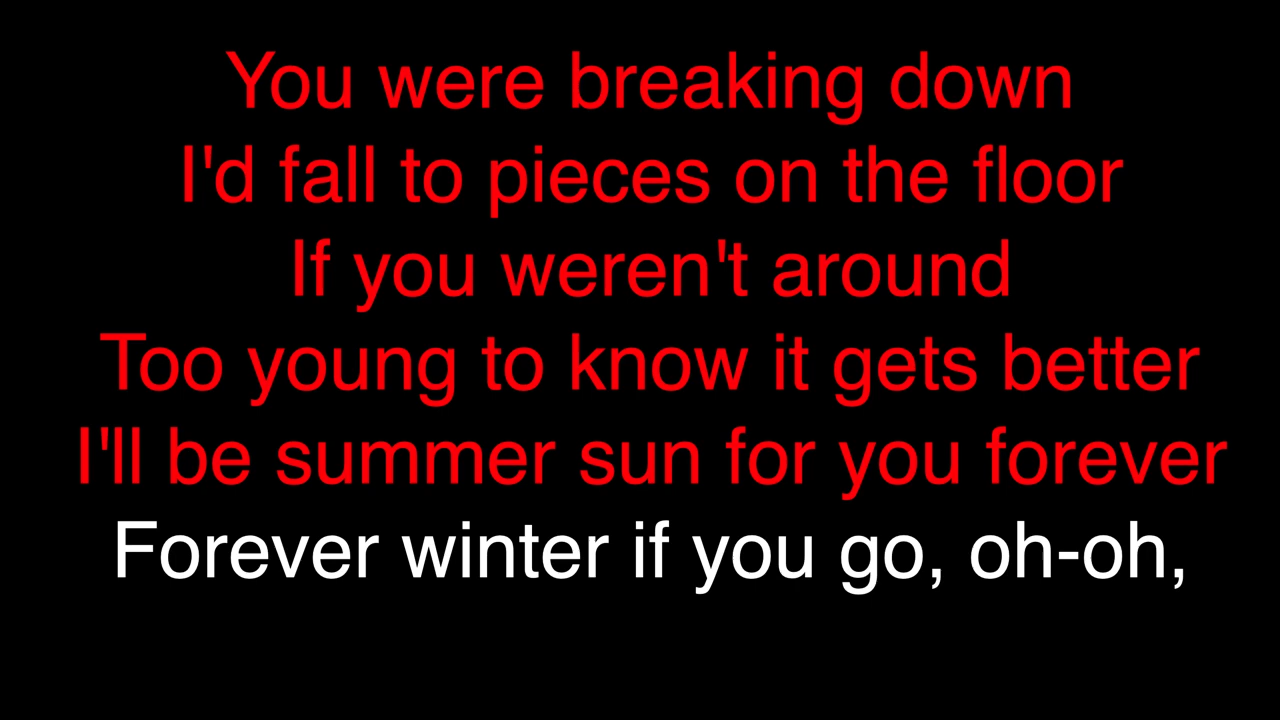 You were breaking down
I'd fall to pieces on the floor
If you weren't around
Too young to know it gets better
I'll be summer sun for you forever
Forever winter if you go, oh-oh,